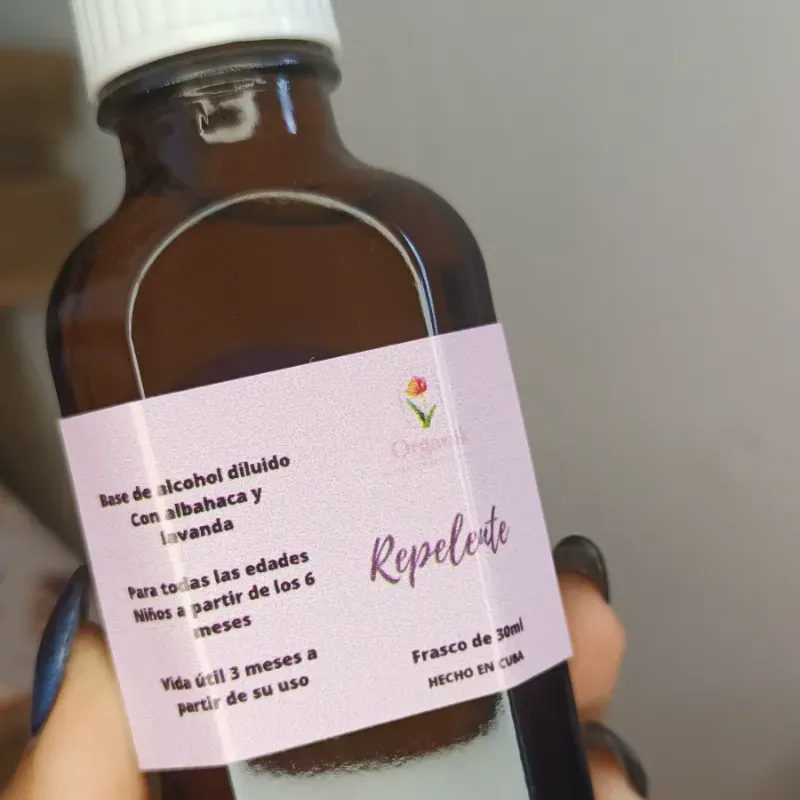 Base de alcohol diluido
Con albahaca y
lavanda
Para todas las edades
Niños a partir de los 6
meses
Vida útil 3 meses a
partir de su uso
Organik
Repelente
Frasco de 30ml
HECHO EN CUBA